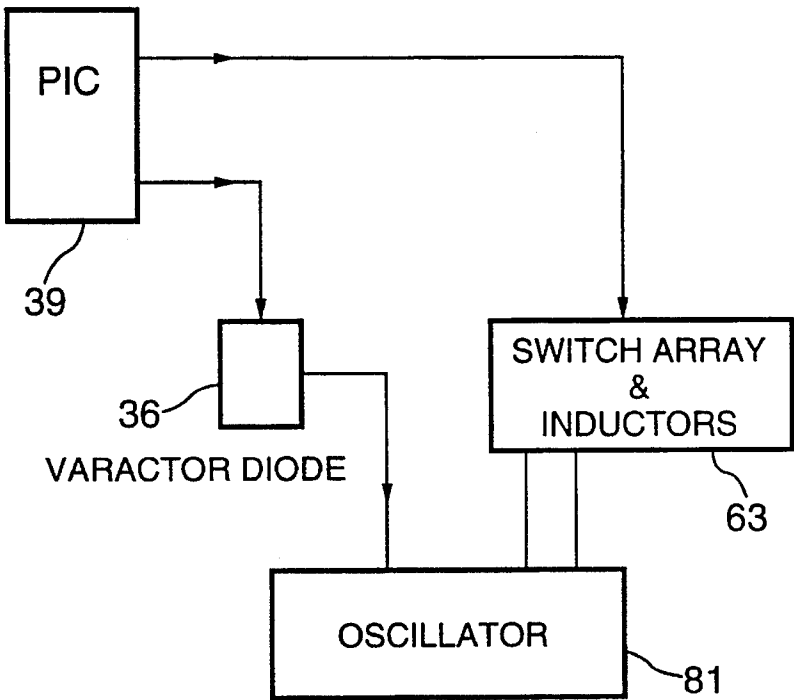 PIC
39
36
VARACTOR DIODE
SWITCH ARRAY
&
INDUCTORS
63
OSCILLATOR
81